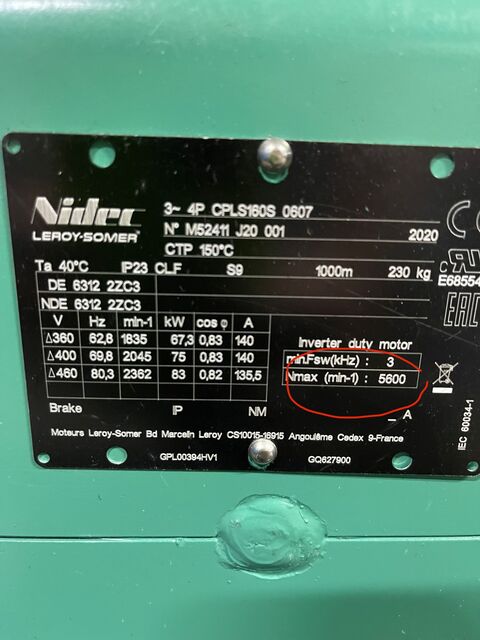 Nidec
LEROY-SOMER
3~ 4P CPLS160S 0607
N° M52411 J20 001 2020
CTP 150°C
Ta 40°C IP23 CLF S9 1000m 230 kg
E68554
DE 6312 2ZC3
NDE 6312 2ZC3
EAC
V Hz min-1 kW cos φ A
Δ360 62,8 1835 67,3 0,83 140
Δ400 69,8 2045 75 0,83 140
Δ460 80,3 2362 83 0,82 135,5
Inverter duty motor
min.Fsw(kHz) : 3
Nmax (min-1) : 5600
_ A
Brake IP NM
Moteurs Leroy-Somer Bd Marcelin Leroy CS10015-16915 Angoulême Cedex 9-France
GPL00394HV1 GQ627900
IEC 60034-1